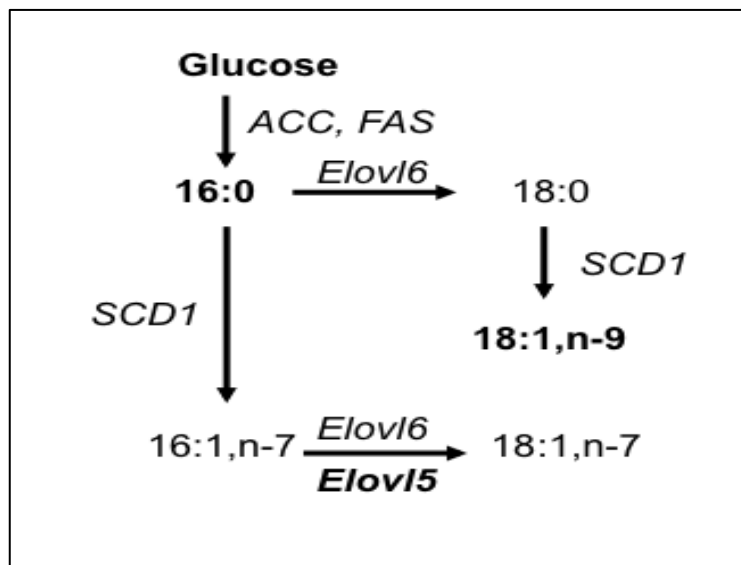 Glucose
ACC, FAS
16:0 Elovl6 18:0
SCD1 SCD1
18:1,n-9
16:1,n-7 Elovl6 18:1,n-7
Elovl5